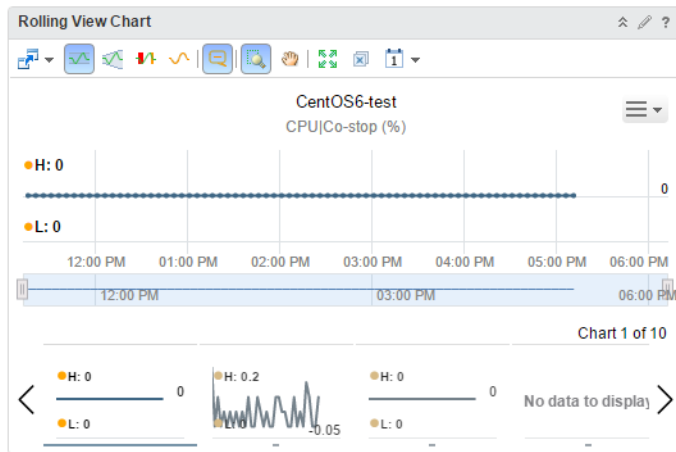 Rolling View Chart
?
1
CentOS6-test
CPU|Co-stop (%)
H: 0
0
L: 0
12:00 PM 01:00 PM 02:00 PM 03:00 PM 04:00 PM 05:00 PM 06:00 PM
12:00 PM 03:00 PM 06:00 PM
Chart 1 of 10
H: 0 0 L: 0
H: 0.2 L: 0 -0.05
H: 0 0 L: 0
No data to display